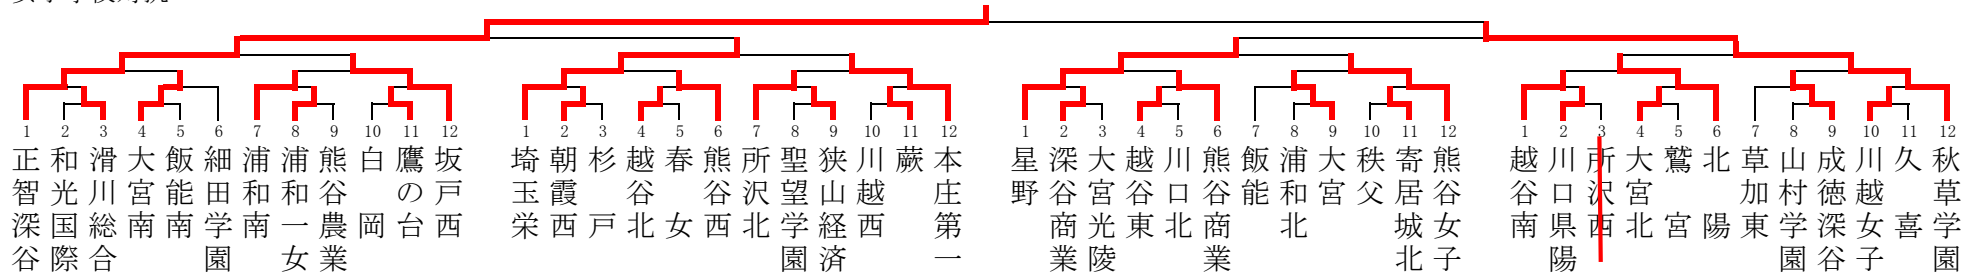 1 正智深谷
2 和光国際
3 滑川総合
4 大宮南
5 飯能南
6 細田学園
7 浦和南
8 浦和一女
9 熊谷農業
10 白岡
11 鷹の台
12 坂戸西
1 埼玉栄
2 朝霞西
3 杉戸
4 越谷北
5 春女
6 熊谷西
7 所沢北
8 聖望学園
9 狭山経済
10 川越西
11 蕨
12 本庄第一
1 星野
2 深谷商業
3 大宮光陵
4 越谷東
5 川口北
6 熊谷商業
7 飯能
8 浦和北
9 大宮
10 秩父
11 寄居城北
12 熊谷女子
1 越谷南
2 川口県陽
3 所沢西
4 大宮北
5 鷲宮
6 北陽
7 草加東
8 山村学園
9 成徳深谷
10 川越女子
11 久喜
12 秋草学園